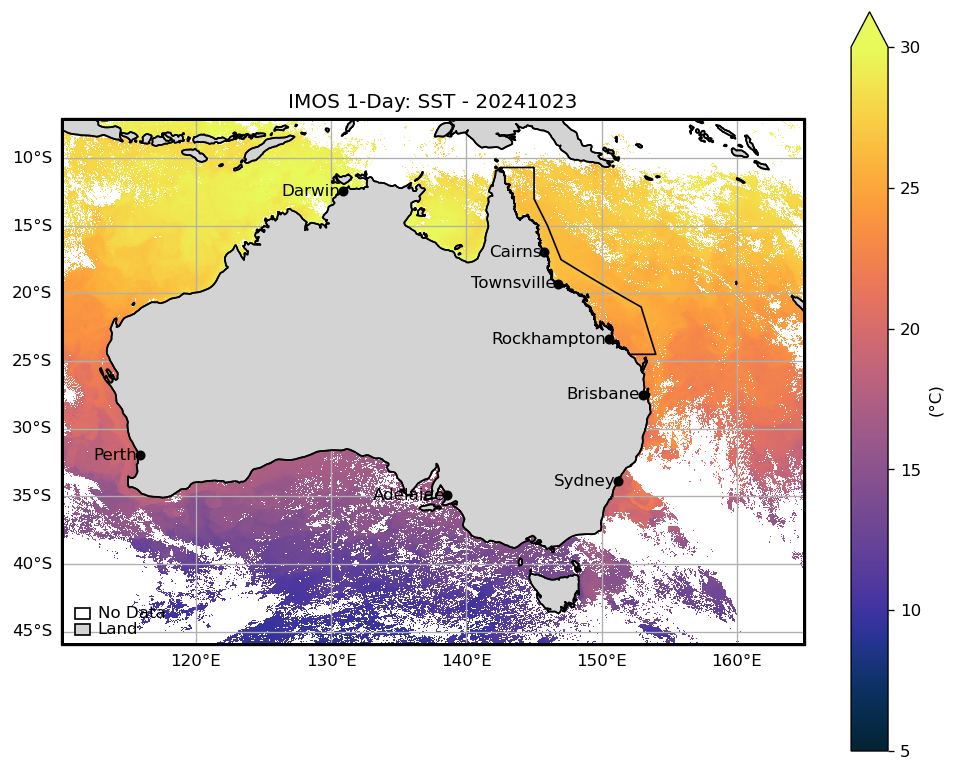 IMOS 1-Day: SST - 20241023
30
10°S
25
Darwin
15°S
Cairns
Townsville
20°S
20
Rockhampton
25°S
Brisbane
(°C)
30°S
Perth
15
Sydney
35°S
Adelaide
40°S
10
No Data
Land
45°S
120°E 130°E 140°E 150°E 160°E
5